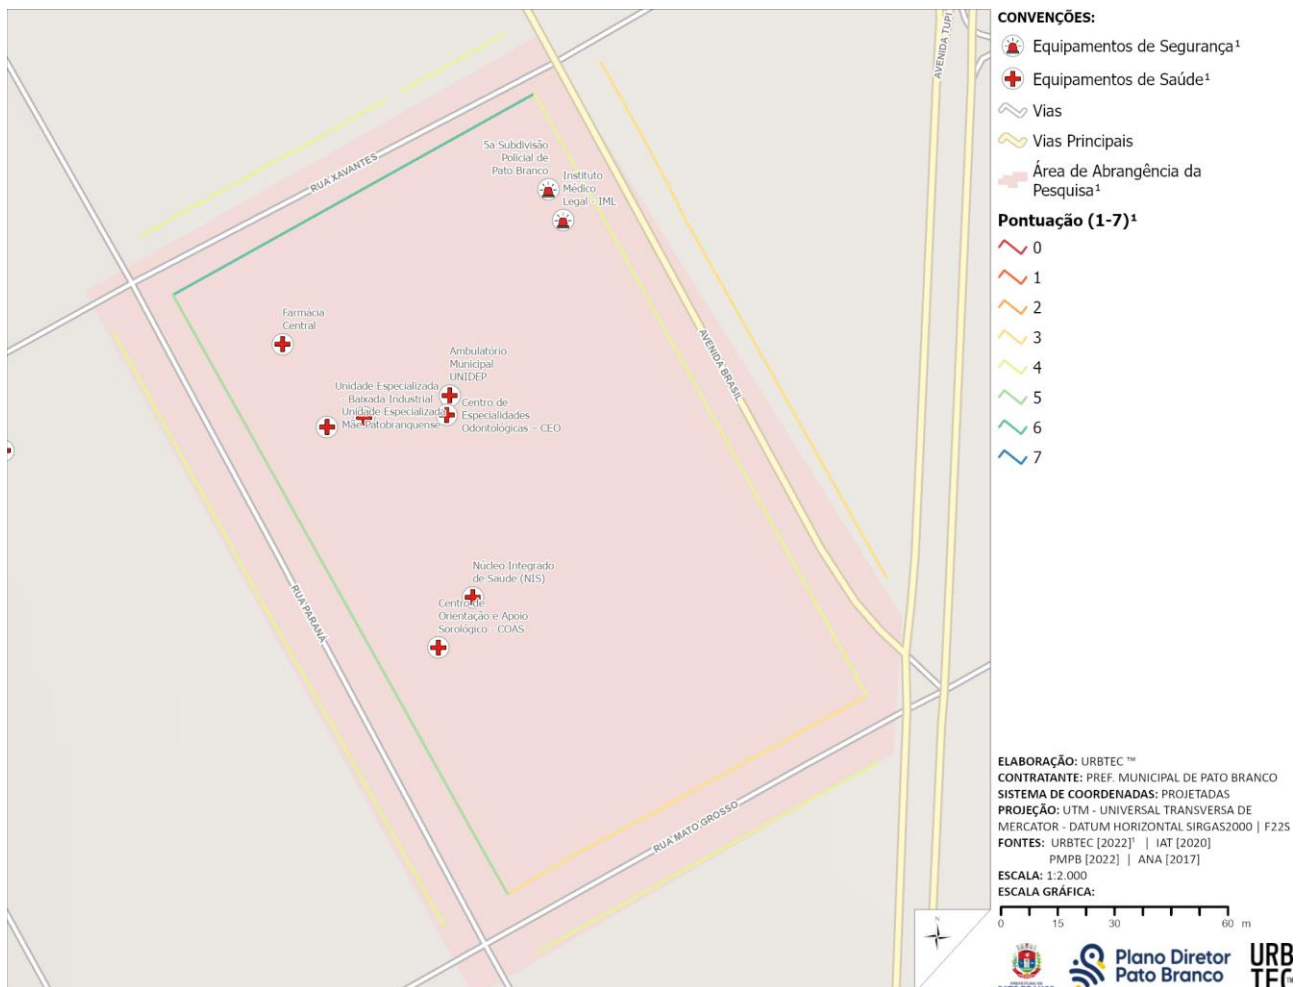 RUA XAVANTES
5a Subdivisão
Policial de
Pato Branco
Instituto
Médico
Legal - IML
AVENIDA TUPI
Farmácia
Central
Ambulatório
Municipal
UNIDEP
Unidade Especializada
- Baixada Industrial
Unidade Especializada
Mãe Patobranquense
Centro de
Especialidades
Odontológicas – CEO
AVENIDA BRASIL
Núcleo Integrado
de Saúde (NIS)
Centro de
Orientação e Apoio
Sorológico - COAS
RUA PARANÁ
RUA MATO GROSSO
N
CONVENÇÕES:
Equipamentos de Segurança¹
Equipamentos de Saúde¹
Vias
Vias Principais
Área de Abrangência da
Pesquisa¹
Pontuação (1-7)¹
0
1
2
3
4
5
6
7
ELABORAÇÃO: URBTEC ™
CONTRATANTE: PREF. MUNICIPAL DE PATO BRANCO
SISTEMA DE COORDENADAS: PROJETADAS
PROJEÇÃO: UTM - UNIVERSAL TRANSVERSA DE
MERCATOR - DATUM HORIZONTAL SIRGAS2000 | F22S
FONTES: URBTEC [2022]¹ | IAT [2020]
PMPB [2022] | ANA [2017]
ESCALA: 1:2.000
ESCALA GRÁFICA:
0 15 30 60 m
Plano Diretor
Pato Branco
URB
TEC™